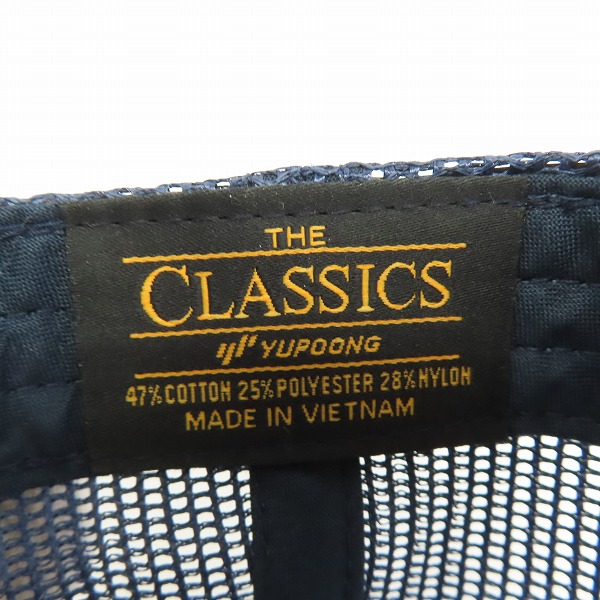 THE
CLASSICS
YUPOONG
47% COTTON 25% POLYESTER 28% NYLON
MADE IN VIETNAM